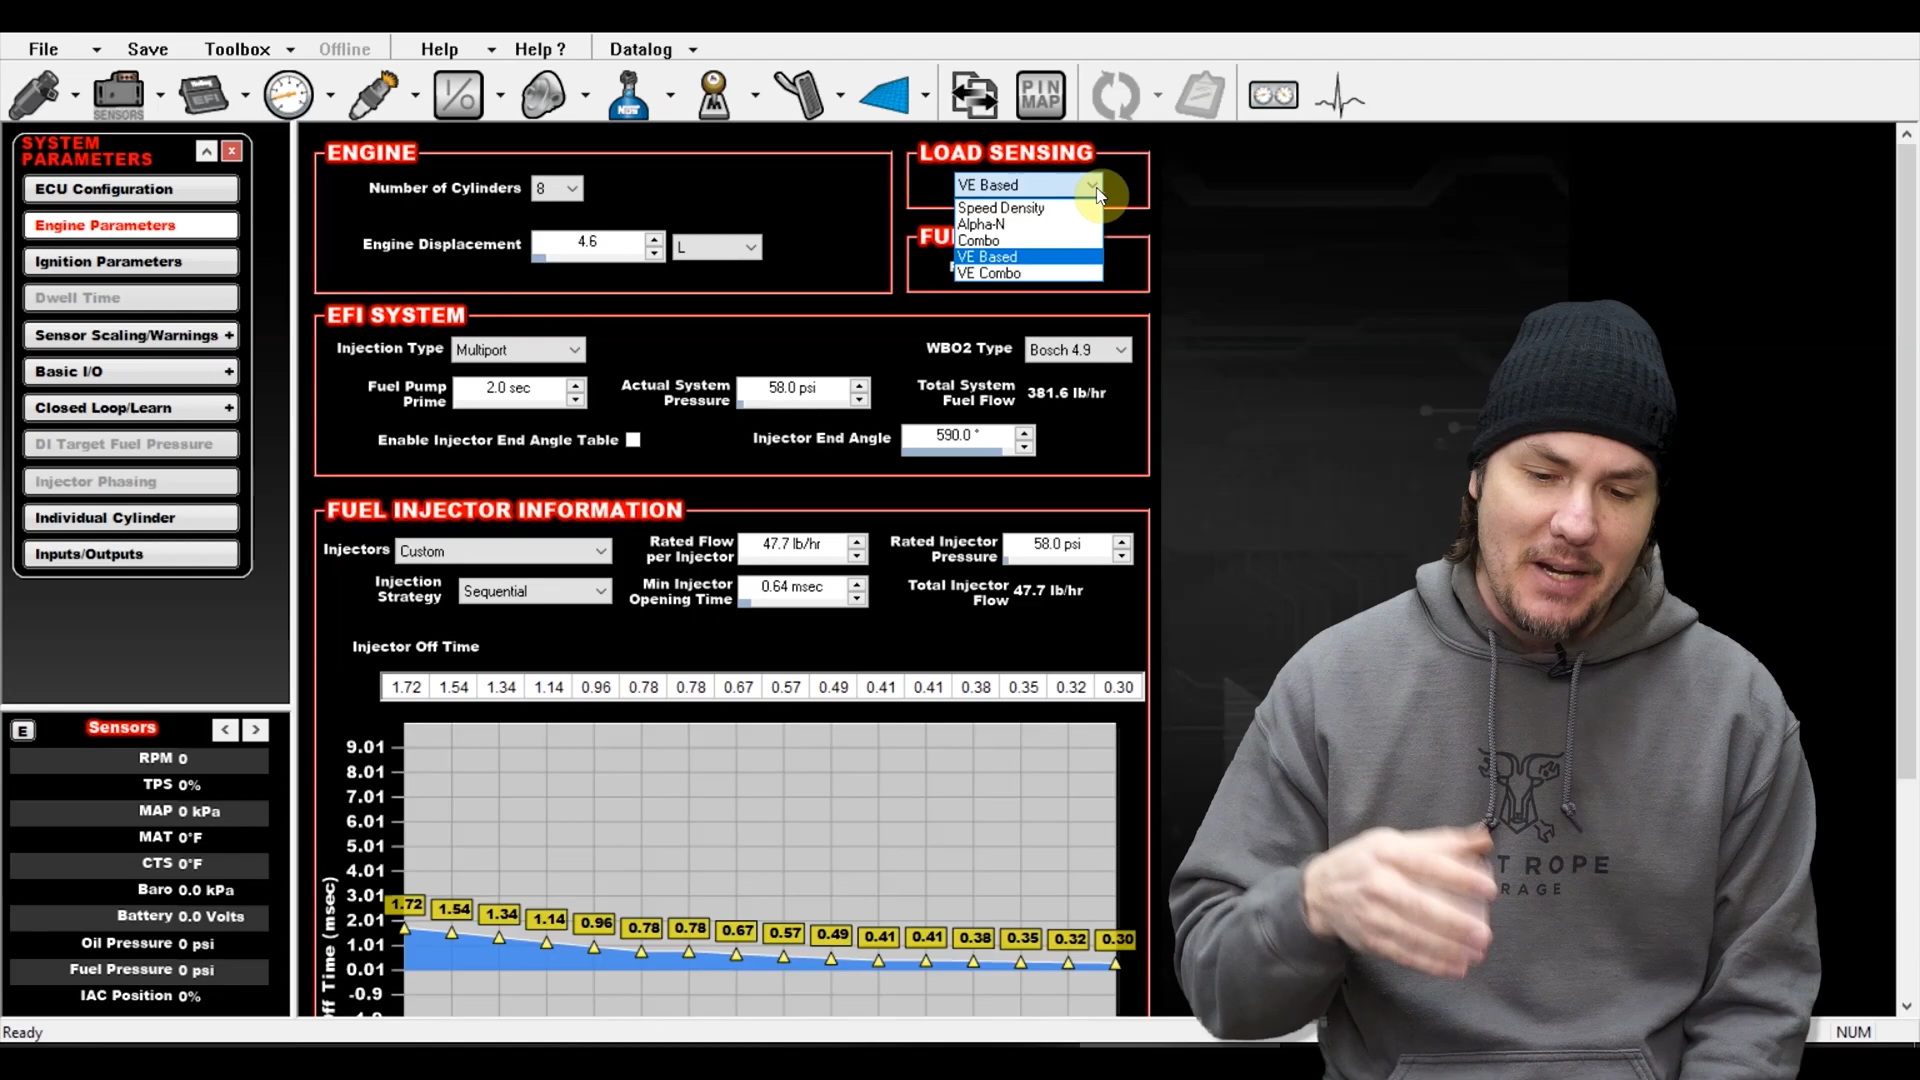 File Save Toolbox Offline Help Help ? Datalog
SENSORS EFI I/O NOS PIN MAP
SYSTEM
PARAMETERS
ECU Configuration
Engine Parameters
Ignition Parameters
Dwell Time
Sensor Scaling/Warnings +
Basic I/O +
Closed Loop/Learn +
DI Target Fuel Pressure
Injector Phasing
Individual Cylinder
Inputs/Outputs
E Sensors < >
RPM 0
TPS 0%
MAP 0 kPa
MAT 0°F
CTS 0°F
Baro 0.0 kPa
Battery 0.0 Volts
Oil Pressure 0 psi
Fuel Pressure 0 psi
IAC Position 0%
ENGINE
Number of Cylinders 8
Engine Displacement 4.6 L
LOAD SENSING
VE Based
Speed Density
Alpha-N
Combo
VE Based
VE Combo
EFI SYSTEM
Injection Type Multiport
WBO2 Type Bosch 4.9
Fuel Pump
Prime 2.0 sec
Actual System
Pressure 58.0 psi
Total System
Fuel Flow 381.6 lb/hr
Enable Injector End Angle Table
Injector End Angle 590.0 °
FUEL INJECTOR INFORMATION
Injectors Custom
Rated Flow
per Injector 47.7 lb/hr
Rated Injector
Pressure 58.0 psi
Injection
Strategy Sequential
Min Injector
Opening Time 0.64 msec
Total Injector
Flow 47.7 lb/hr
Injector Off Time
1.72 1.54 1.34 1.14 0.96 0.78 0.78 0.67 0.57 0.49 0.41 0.41 0.38 0.35 0.32 0.30
9.01
8.01
7.01
6.01
5.01
4.01
3.01
2.01
1.01
0.01
-0.9
Off Time (msec)
1.72 1.54 1.34 1.14 0.96 0.78 0.78 0.67 0.57 0.49 0.41 0.41 0.38 0.35 0.32 0.30
ROPE
Ready
NUM